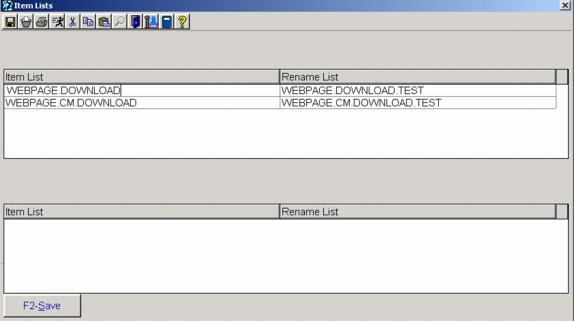 Item Lists
Item List Rename List
WEBPAGE.DOWNLOAD WEBPAGE.DOWNLOAD.TEST
WEBPAGE.CM.DOWNLOAD WEBPAGE.CM.DOWNLOAD.TEST
Item List Rename List
F2-Save